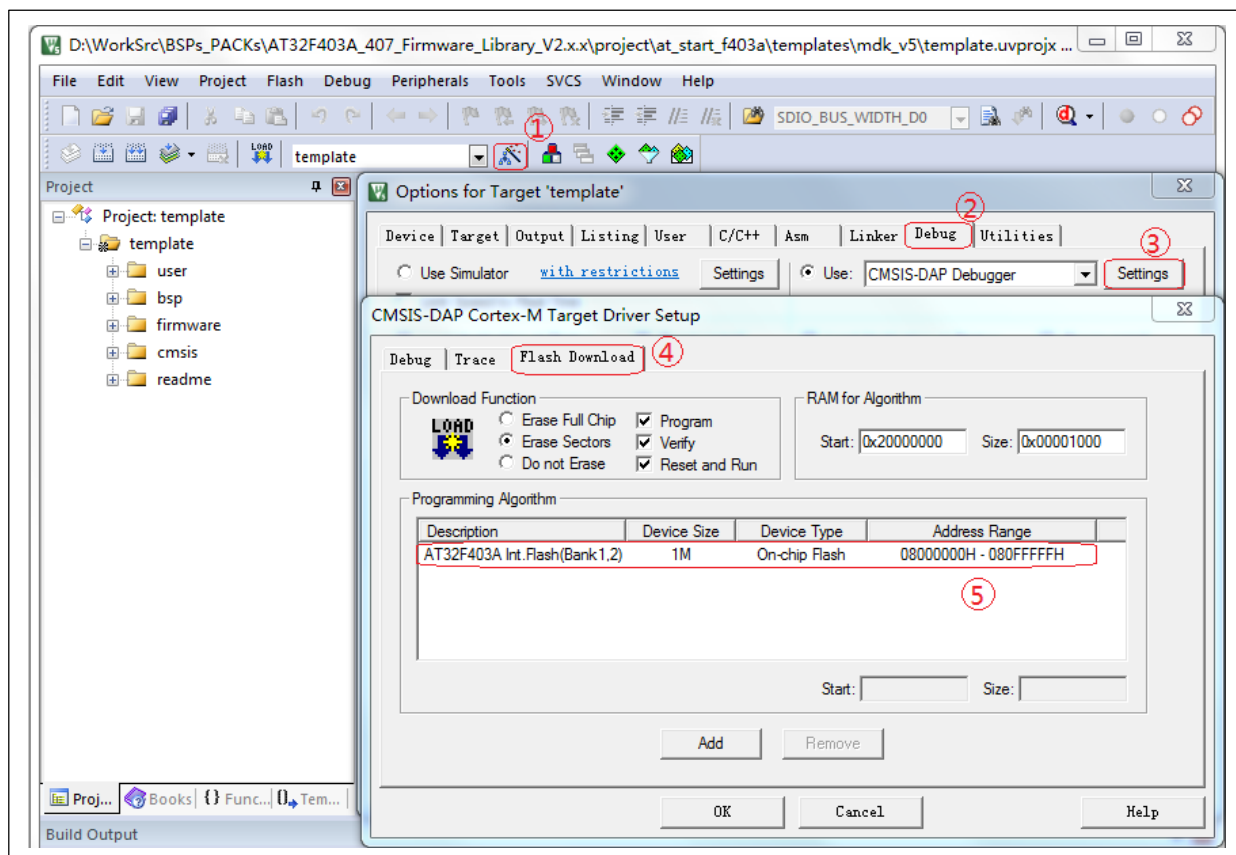 D:\WorkSrc\BSPs_PACKs\AT32F403A_407_Firmware_Library_V2.x.x\project\at_start_f403a\templates\mdk_v5\template.uvprojx ...
File Edit View Project Flash Debug Peripherals Tools SVCS Window Help
SDIO_BUS_WIDTH_D0
①
LOAD template
Project
Options for Target 'template'
Project: template
②
template
Device Target Output Listing User C/C++ Asm Linker Debug Utilities
③
user
Use Simulator with restrictions Settings Use: CMSIS-DAP Debugger Settings
bsp
firmware
CMSIS-DAP Cortex-M Target Driver Setup
cmsis
Debug Trace Flash Download ④
readme
Download Function RAM for Algorithm
LOAD Erase Full Chip Program
Erase Sectors Verify Start: 0x20000000 Size: 0x00001000
Do not Erase Reset and Run
Programming Algorithm
Description Device Size Device Type Address Range
AT32F403A Int.Flash(Bank1,2) 1M On-chip Flash 08000000H - 080FFFFFH
⑤
Start: Size:
Add Remove
Proj... Books {} Func... Tem...
OK Cancel Help
Build Output